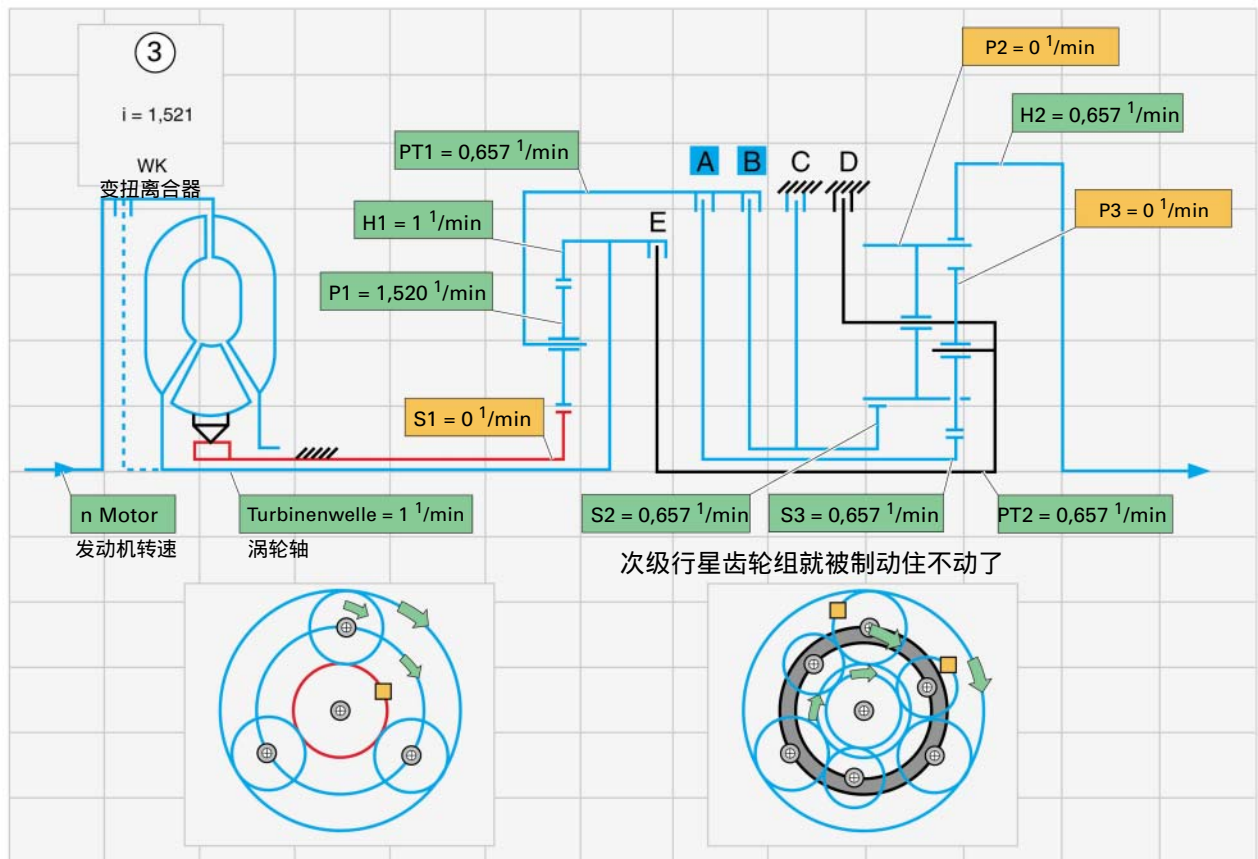 ③
i = 1,521
WK
变扭离合器
P2 = 0 ¹/min
H2 = 0,657 ¹/min
PT1 = 0,657 ¹/min
A B C D
P3 = 0 ¹/min
H1 = 1 ¹/min
E
P1 = 1,520 ¹/min
S1 = 0 ¹/min
n Motor
Turbinenwelle = 1 ¹/min
S2 = 0,657 ¹/min
S3 = 0,657 ¹/min
PT2 = 0,657 ¹/min
发动机转速
涡轮轴
次级行星齿轮组就被制动住不动了